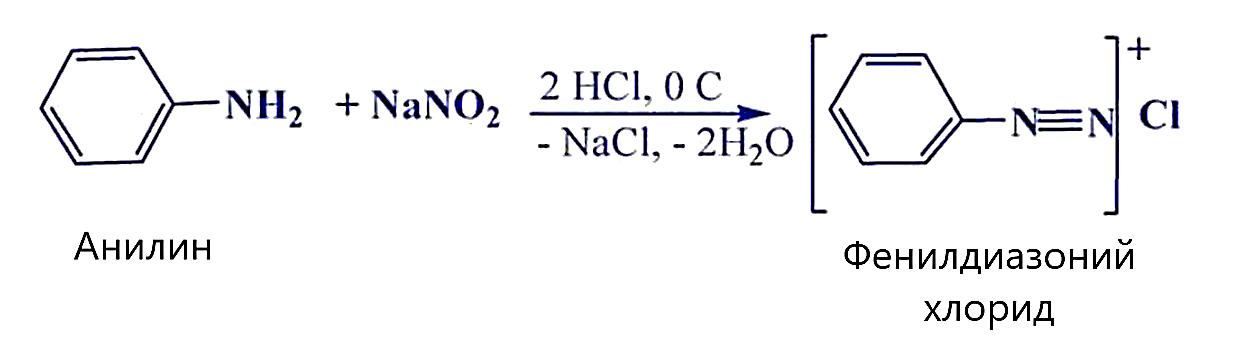 NH₂ + NaNO₂ 2 HCl, 0 C
- NaCl, - 2H₂O
N≡N + Cl
Анилин
Фенилдиазоний
хлорид